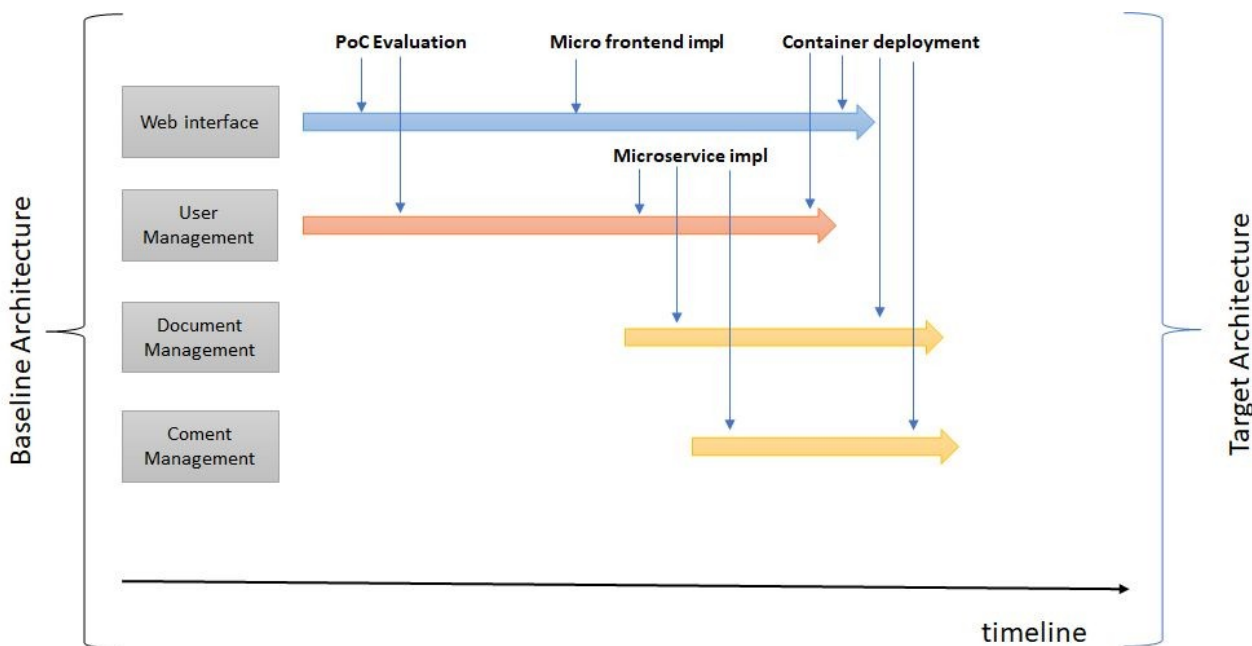 PoC Evaluation
Micro frontend impl
Container deployment
Web interface
Microservice impl
User
Management
Document
Management
Coment
Management
Baseline Architecture
Target Architecture
timeline